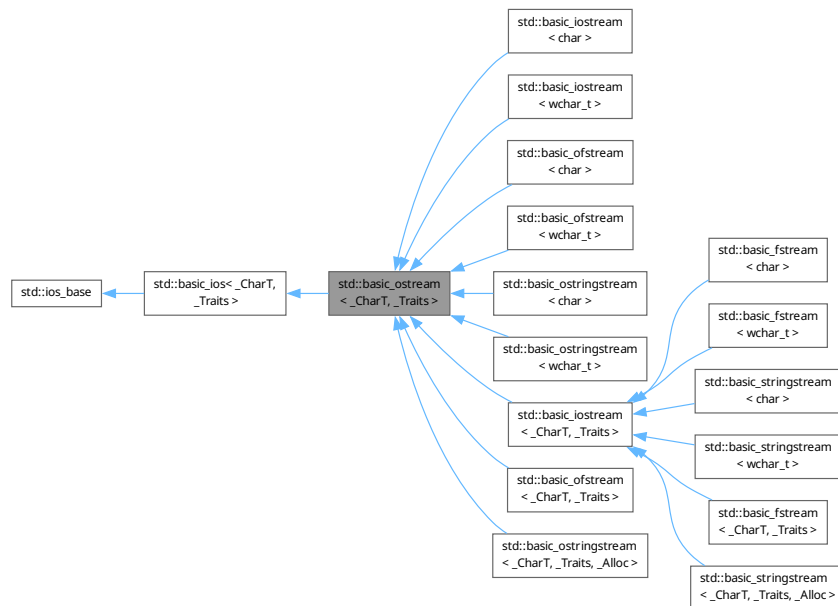 std::ios_base
std::basic_ios< _CharT,
_Traits >
std::basic_ostream
< _CharT, _Traits >
std::basic_iostream
< char >
std::basic_iostream
< wchar_t >
std::basic_ofstream
< char >
std::basic_ofstream
< wchar_t >
std::basic_ostringstream
< char >
std::basic_ostringstream
< wchar_t >
std::basic_iostream
< _CharT, _Traits >
std::basic_ofstream
< _CharT, _Traits >
std::basic_ostringstream
< _CharT, _Traits, _Alloc >
std::basic_fstream
< char >
std::basic_fstream
< wchar_t >
std::basic_stringstream
< char >
std::basic_stringstream
< wchar_t >
std::basic_fstream
< _CharT, _Traits >
std::basic_stringstream
< _CharT, _Traits, _Alloc >